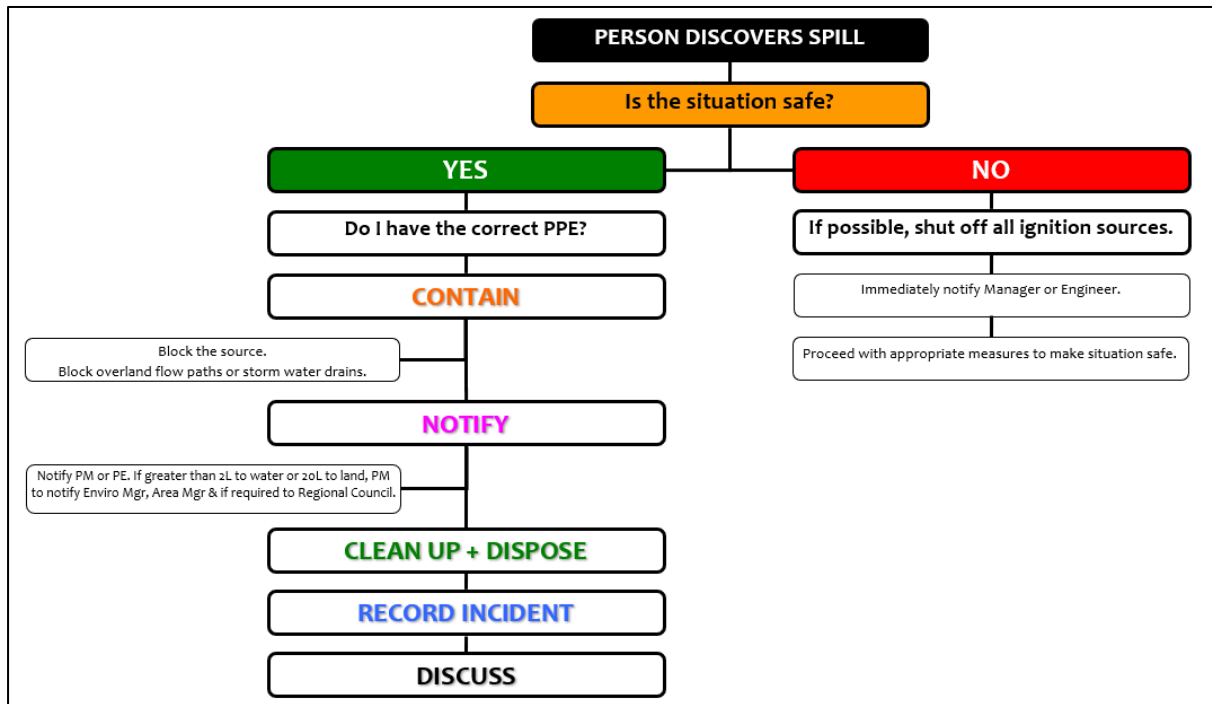 PERSON DISCOVERS SPILL
Is the situation safe?
YES
NO
Do I have the correct PPE?
If possible, shut off all ignition sources.
CONTAIN
Immediately notify Manager or Engineer.
Block the source.
Block overland flow paths or storm water drains.
Proceed with appropriate measures to make situation safe.
NOTIFY
Notify PM or PE. If greater than 2L to water or 20L to land, PM
to notify Enviro Mgr, Area Mgr & if required to Regional Council.
CLEAN UP + DISPOSE
RECORD INCIDENT
DISCUSS